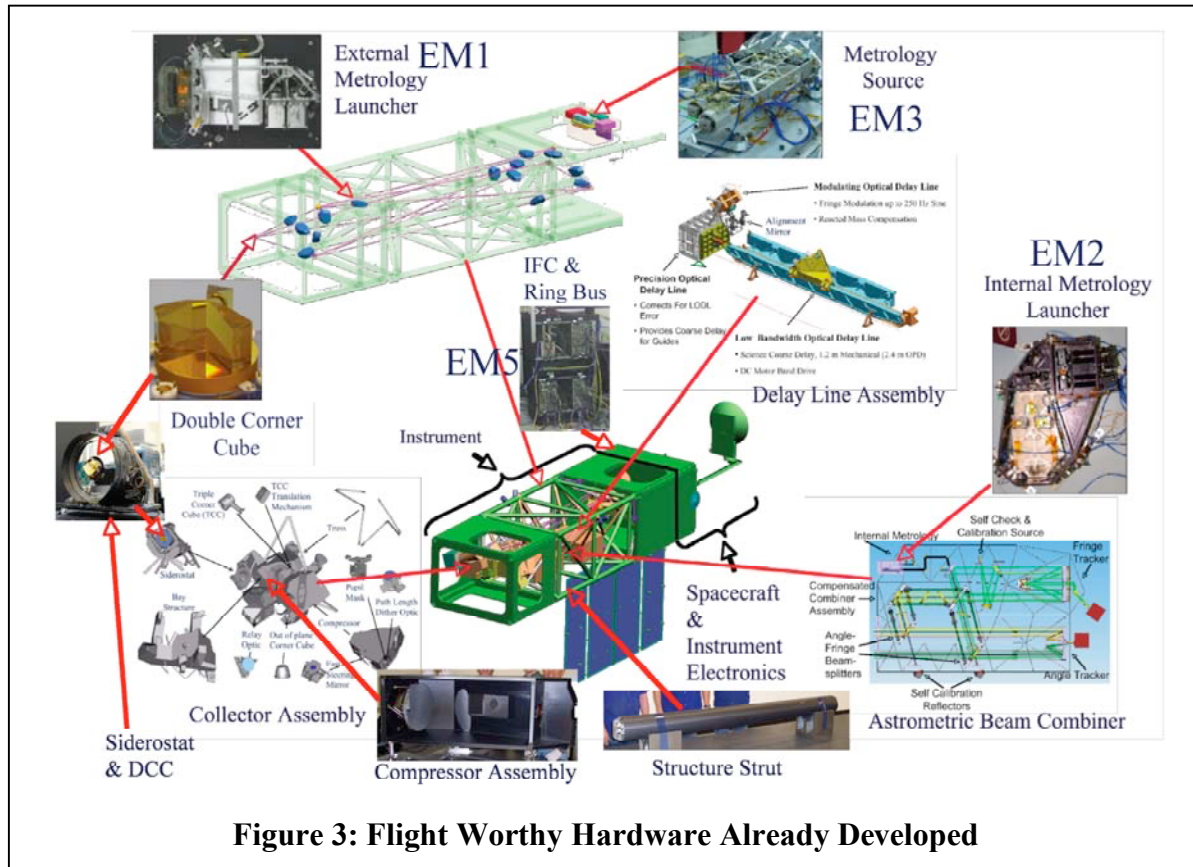 External EM1
Metrology
Launcher
Metrology
Source
EM3
Modulating Optical Delay Line
• Fringe Modulation up to 250 Hz Sine
• Reacted Mass Compensation
Alignment
Mirror
Precision Optical
Delay Line
• Corrects For LODL
Error
• Provides Coarse Delay
for Guides
Low Bandwidth Optical Delay Line
• Science Coarse Delay, 1.2 m Mechanical (2.4 m OPD)
• DC Motor Band Drive
Delay Line Assembly
EM2
Internal Metrology
Launcher
IFC &
Ring Bus
EM5
Double Corner
Cube
Instrument
Triple
Corner
Cube (TCC)
TCC
Translation
Mechanism
Truss
Siderostat
Bay
Structure
Pupil
Mask
Path Length
Dither Optic
Compressor
Relay
Optic
Out of plane
Corner Cube
Steering
Mirror
Collector Assembly
Siderostat
& DCC
Compressor Assembly
Structure Strut
Spacecraft
&
Instrument
Electronics
Self Check &
Calibration Source
Internal Metrology
Fringe
Tracker
Compensated
Combiner
Assembly
Angle-
Fringe
Beam-
splitters
Angle Tracker
Self Calibration
Reflectors
Astrometric Beam Combiner
Figure 3: Flight Worthy Hardware Already Developed